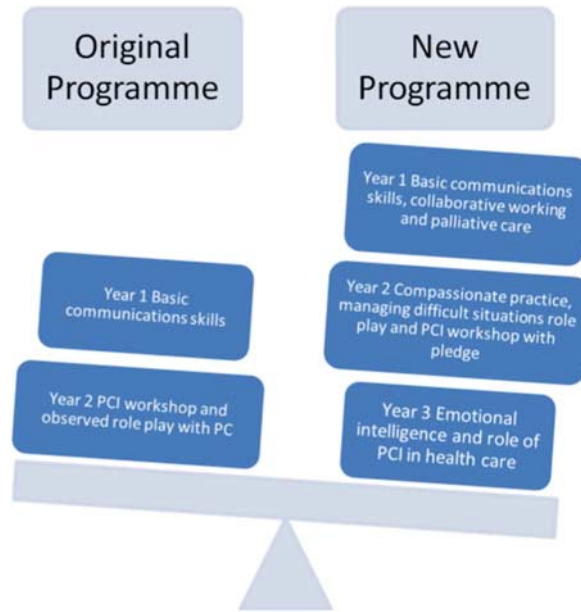 Original
Programme
New
Programme
Year 1 Basic
communications skills
Year 2 PCI workshop and
observed role play with PC
Year 1 Basic communications
skills, collaborative working
and palliative care
Year 2 Compassionate practice,
managing difficult situations role
play and PCI workshop with
pledge
Year 3 Emotional
intelligence and role of
PCI in health care